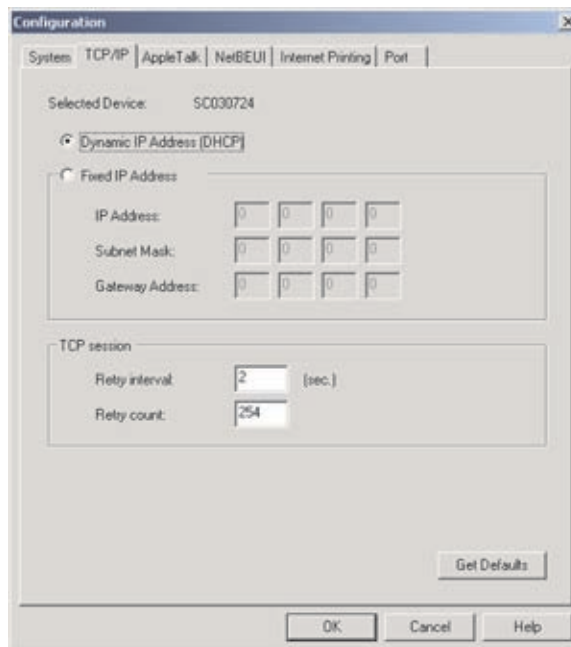 Configuration
System TCP/IP AppleTalk NetBEUI Internet Printing Port
Selected Device: SC030724
Dynamic IP Address (DHCP)
Fixed IP Address
IP Address: 0 0 0 0
Subnet Mask: 0 0 0 0
Gateway Address: 0 0 0 0
TCP session
Retry interval: 2 (sec.)
Retry count: 254
Get Defaults
OK Cancel Help